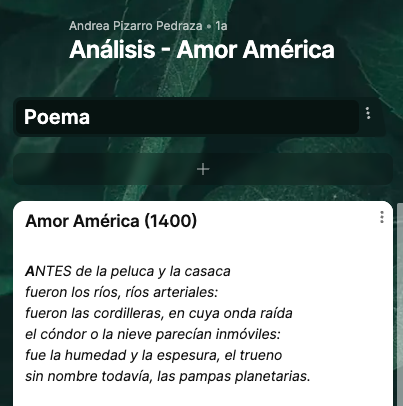 Andrea Pizarro Pedraza • 1a
Análisis - Amor América
Poema
Amor América (1400)
ANTES de la peluca y la casaca
fueron los ríos, ríos arteriales:
fueron las cordilleras, en cuya onda raída
el cóndor o la nieve parecían inmóviles:
fue la humedad y la espesura, el trueno
sin nombre todavía, las pampas planetarias.